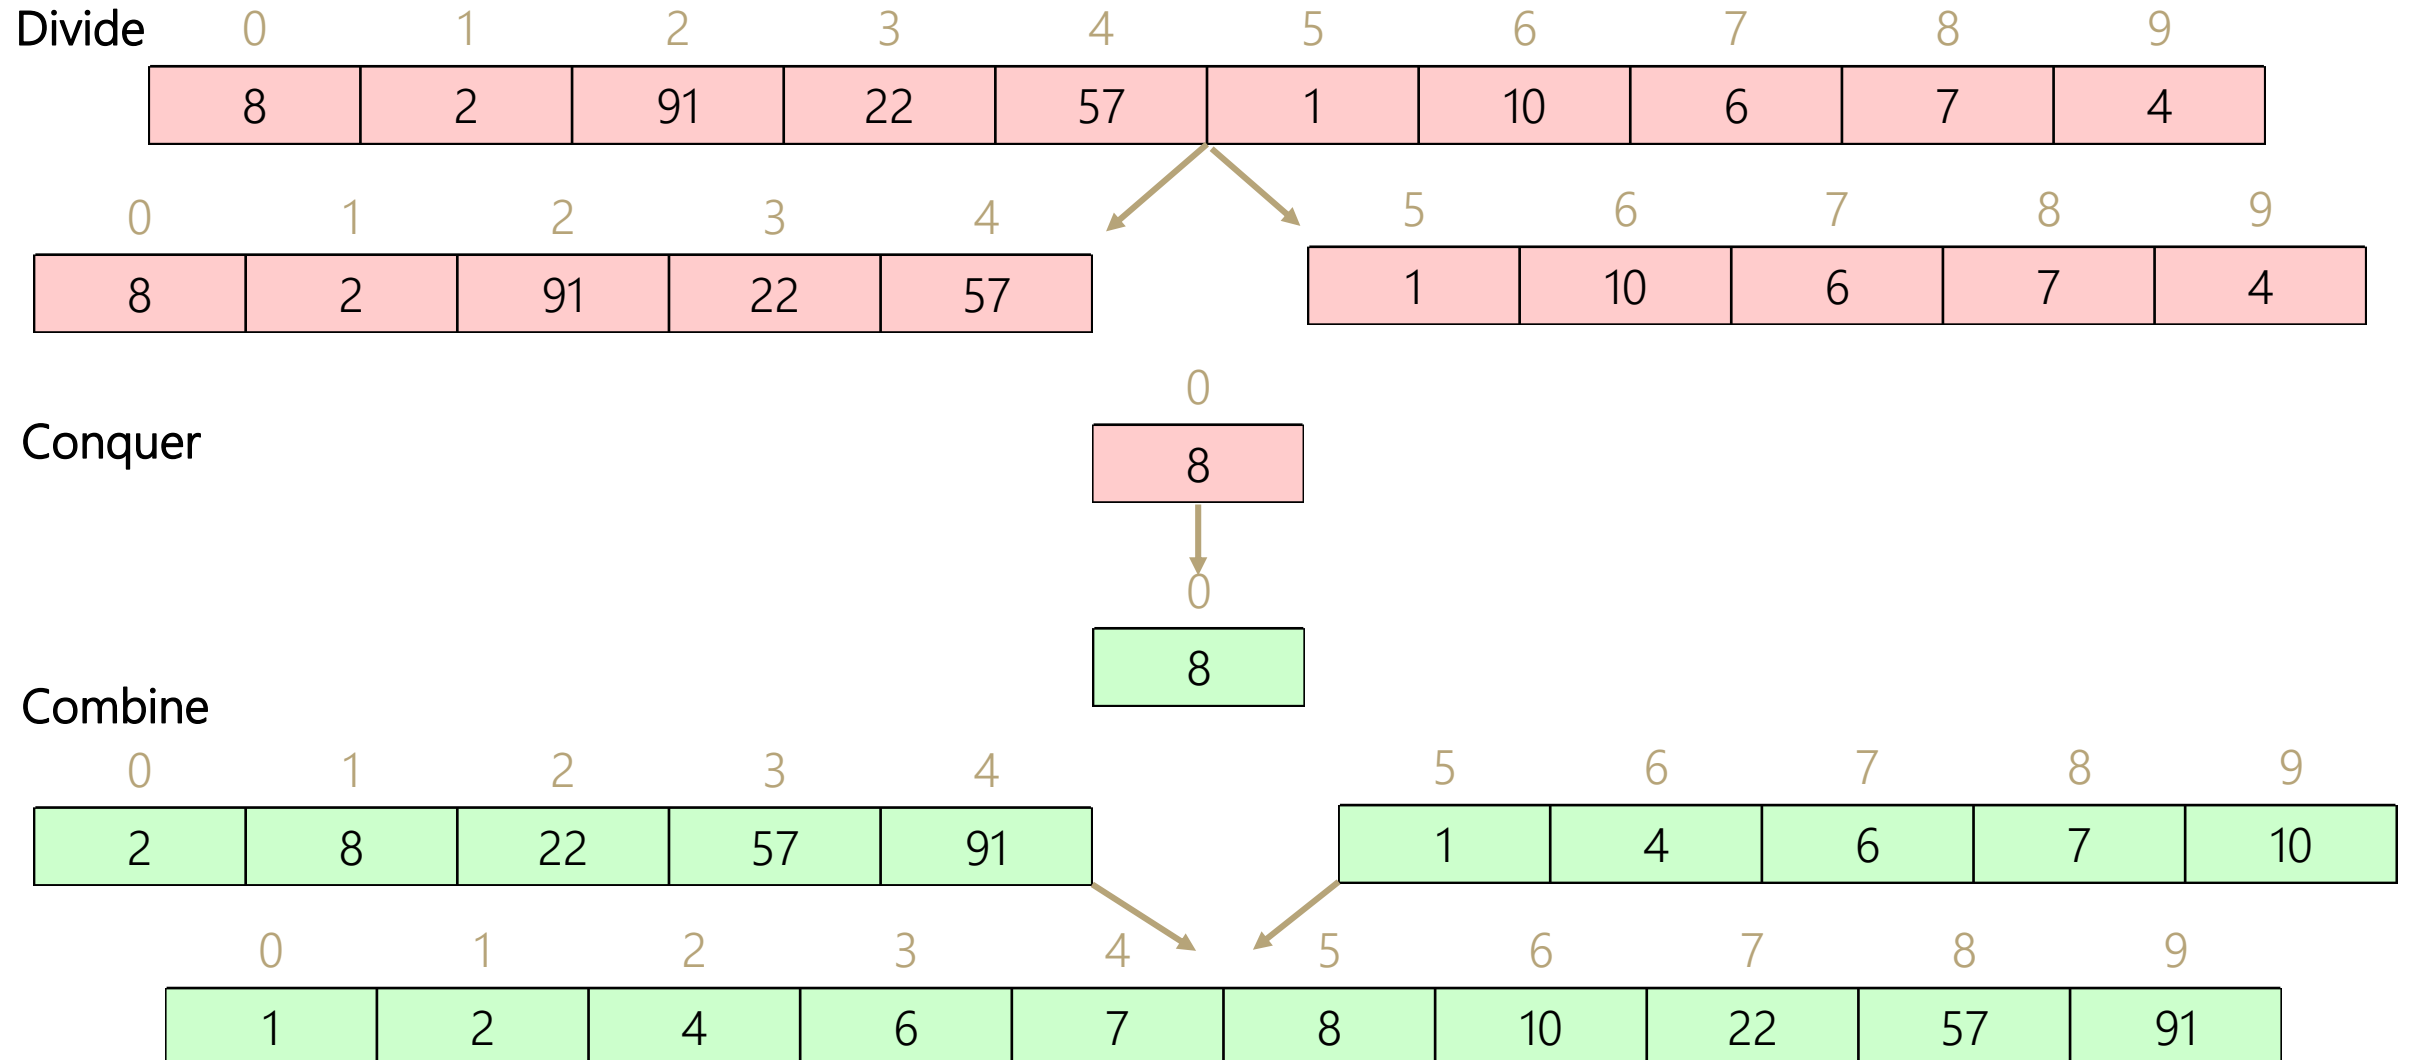 Divide 0 1 2 3 4 5 6 7 8 9
8 2 91 22 57 1 10 6 7 4
0 1 2 3 4 5 6 7 8 9
8 2 91 22 57 1 10 6 7 4
0
Conquer
8
0
8
Combine
0 1 2 3 4 5 6 7 8 9
2 8 22 57 91 1 4 6 7 10
0 1 2 3 4 5 6 7 8 9
1 2 4 6 7 8 10 22 57 91